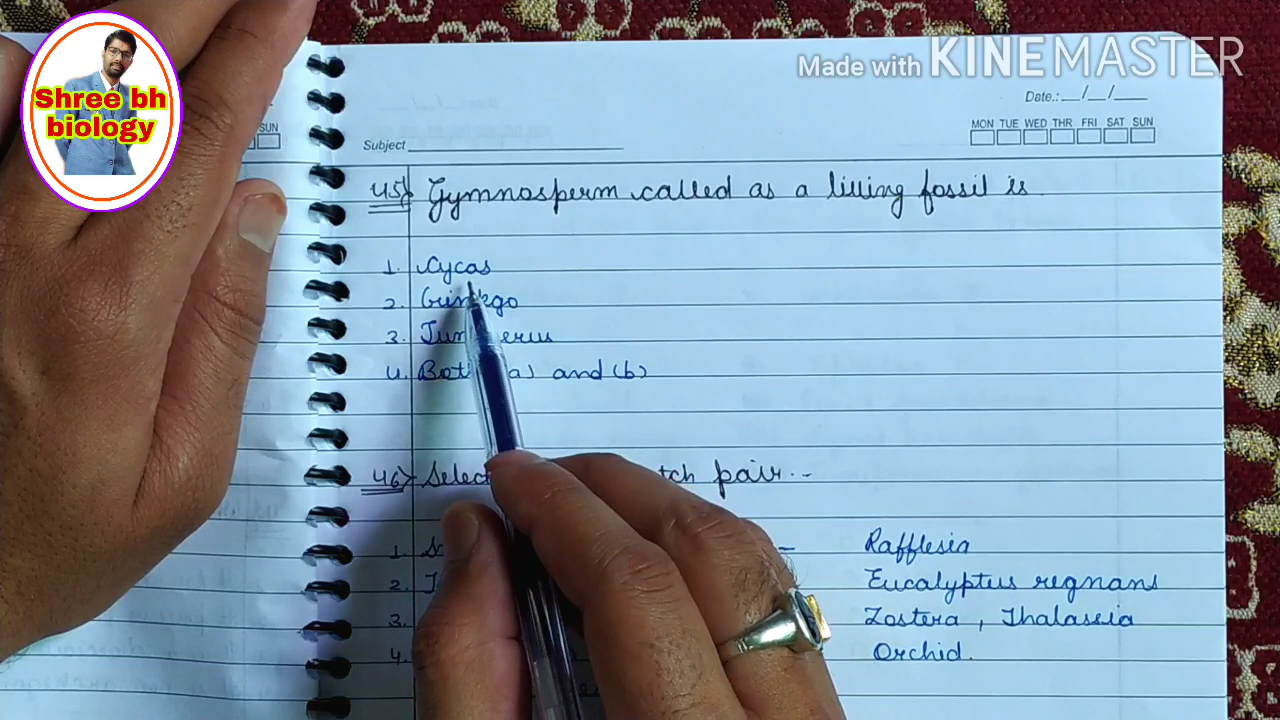 Made with KINEMASTER
Shree bh
biology
Date.: __/__/___
MON TUE WED THR FRI SAT SUN
SUN
Subject
45) Gymnosperm called as a living fossil is
1. Cycas
2. Ginkgo
3. erus
4. (a) and (b)
46) pair..-
1. Rafflesia
2. Eucalyptus regnans
3. Zostera, Thalassia
4. Orchid.